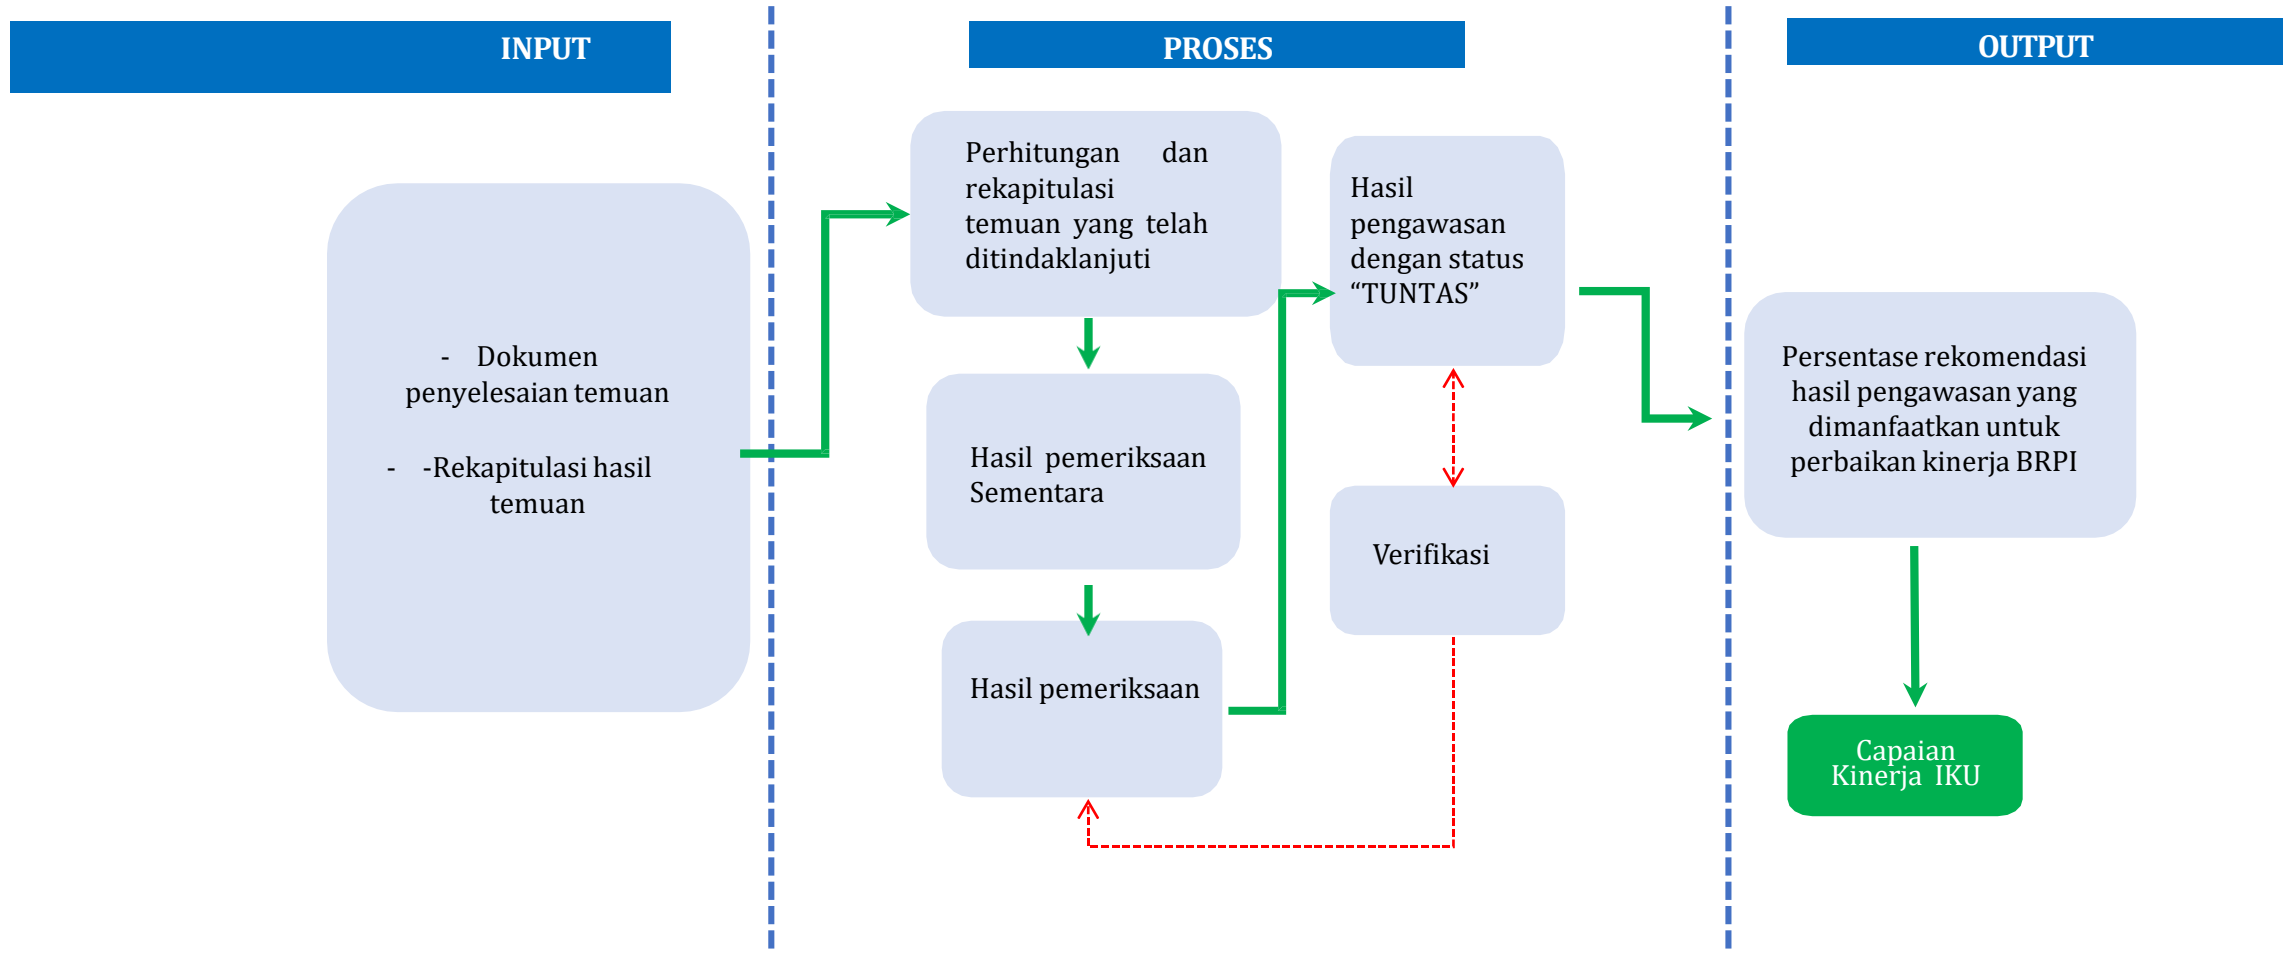 INPUT
PROSES
OUTPUT
- Dokumen
penyelesaian temuan
- -Rekapitulasi hasil
temuan
Perhitungan dan
rekapitulasi
temuan yang telah
ditindaklanjuti
Hasil pemeriksaan
Sementara
Hasil pemeriksaan
Hasil
pengawasan
dengan status
“TUNTAS”
Verifikasi
Persentase rekomendasi
hasil pengawasan yang
dimanfaatkan untuk
perbaikan kinerja BRPI
Capaian
Kinerja IKU